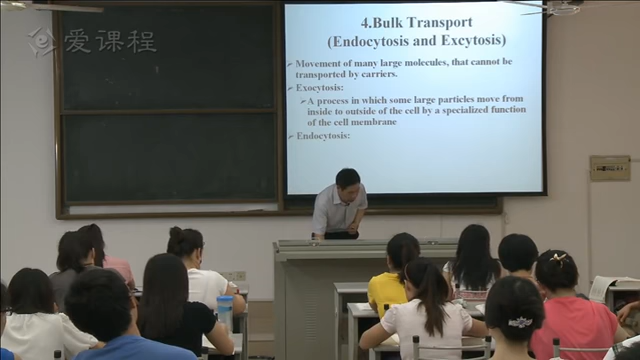 爱课程
4.Bulk Transport
(Endocytosis and Excytosis)
Movement of many large molecules, that cannot be
transported by carriers.
Exocytosis:
A process in which some large particles move from
inside to outside of the cell by a specialized function
of the cell membrane
Endocytosis: